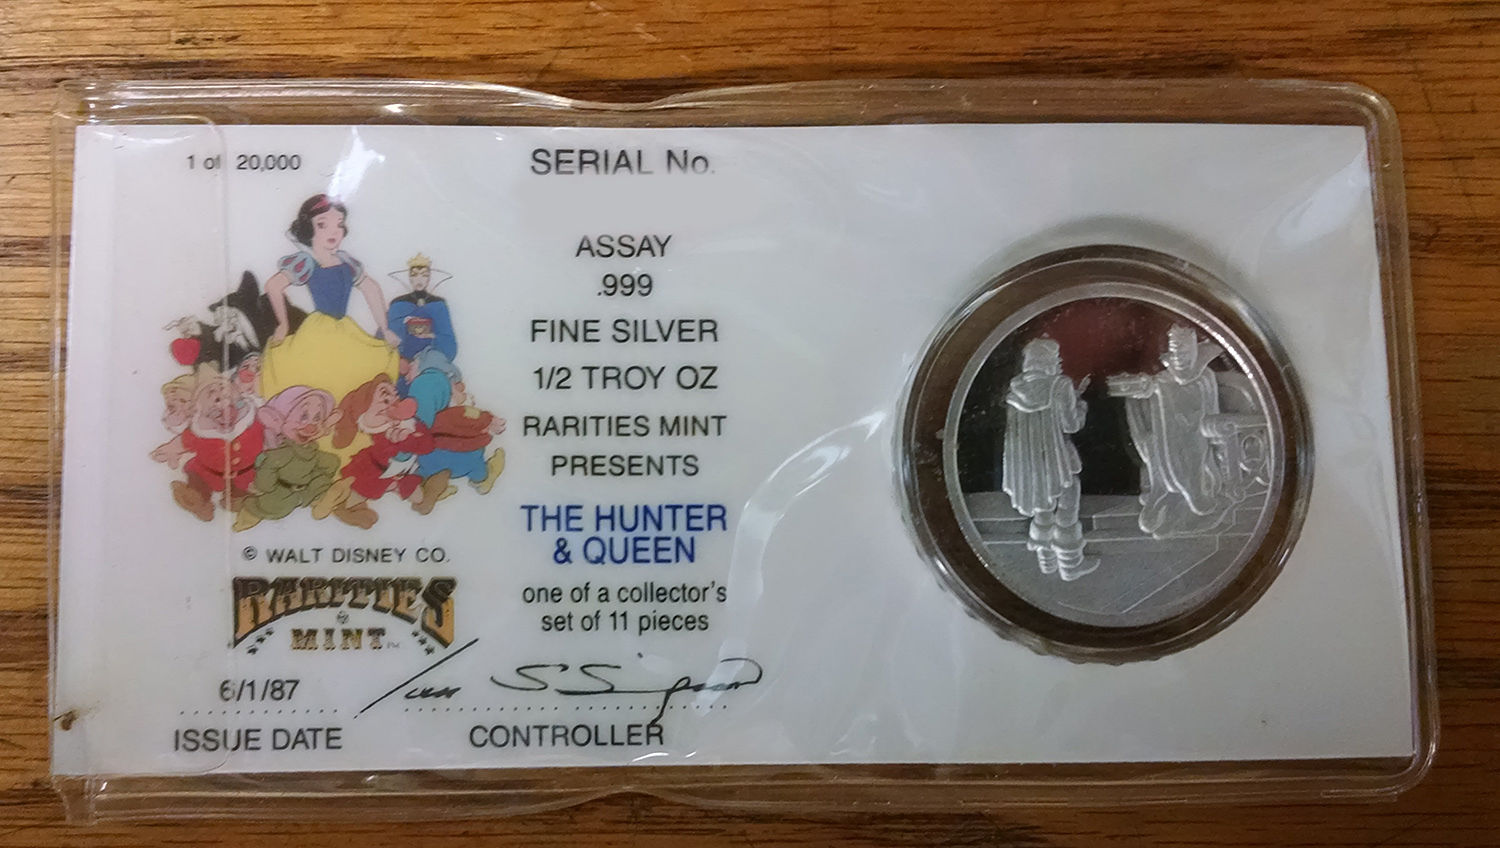 1 of 20,000
SERIAL No.
ASSAY
.999
FINE SILVER
1/2 TROY OZ
RARITIES MINT
PRESENTS
THE HUNTER
& QUEEN
one of a collector's
set of 11 pieces
© WALT DISNEY CO.
RARITIES
MINT™
6/1/87
ISSUE DATE
CONTROLLER